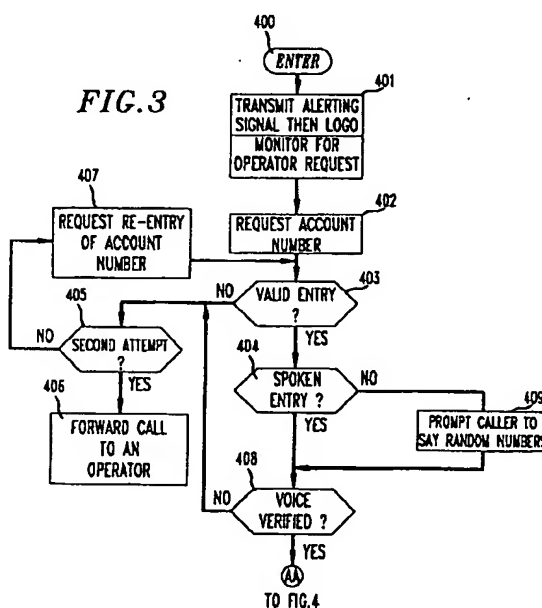 400
ENTER
FIG.3
401
TRANSMIT ALERTING
SIGNAL THEN LOGO
MONITOR FOR
OPERATOR REQUEST
407
REQUEST RE-ENTRY
OF ACCOUNT
NUMBER
402
REQUEST ACCOUNT
NUMBER
403
NO
VALID ENTRY
?
YES
405
NO
SECOND ATTEMPT
?
YES
404
SPOKEN
ENTRY ?
NO
YES
409
PROMPT CALLER TO
SAY RANDOM NUMBERS
406
FORWARD CALL
TO AN
OPERATOR
408
NO
VOICE
VERIFIED ?
YES
AA
TO FIG.4